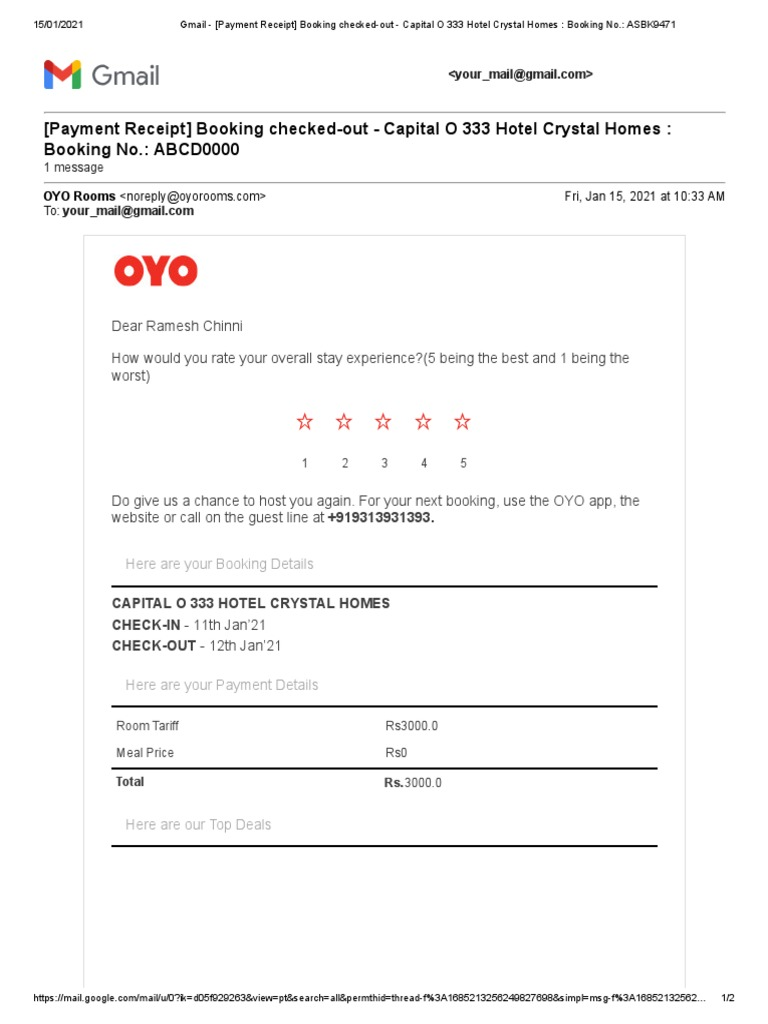 15/01/2021 Gmail - [Payment Receipt] Booking checked-out - Capital O 333 Hotel Crystal Homes : Booking No.: ASBK9471
Gmail
<your_mail@gmail.com>
[Payment Receipt] Booking checked-out - Capital O 333 Hotel Crystal Homes :
Booking No.: ABCD0000
1 message
OYO Rooms <noreply@oyorooms.com> Fri, Jan 15, 2021 at 10:33 AM
To: your_mail@gmail.com
OYO
Dear Ramesh Chinni
How would you rate your overall stay experience?(5 being the best and 1 being the
worst)
1 2 3 4 5
Do give us a chance to host you again. For your next booking, use the OYO app, the
website or call on the guest line at +919313931393.
Here are your Booking Details
CAPITAL O 333 HOTEL CRYSTAL HOMES
CHECK-IN - 11th Jan'21
CHECK-OUT - 12th Jan'21
Here are your Payment Details
Room Tariff Rs3000.0
Meal Price Rs0
Total Rs.3000.0
Here are our Top Deals
https://mail.google.com/mail/u/0?ik=d05f929263&view=pt&search=all&permthid=thread-f%3A1685213256249827698&simpl=msg-f%3A16852132562... 1/2